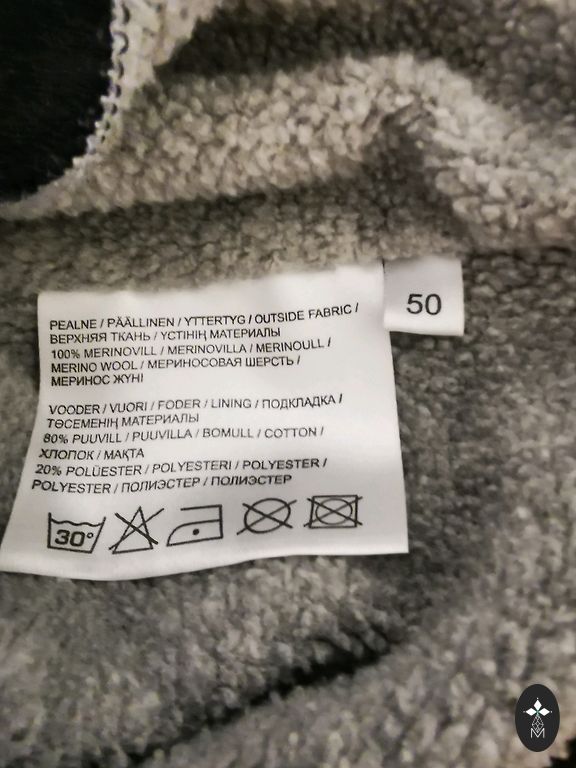 PEALNE / PÄÄLLINEN / YTTERTYG / OUTSIDE FABRIC /
ВЕРХНЯЯ ТКАНЬ / ҮСТІНІҢ МАТЕРИАЛЫ
100% MERINOVILL / MERINOVILLA / MERINOULL /
MERINO WOOL / МЕРИНОСОВАЯ ШЕРСТЬ /
МЕРИНОС ЖҮНІ
VOODER / VUORI / FODER / LINING / ПОДКЛАДКА /
ТӨСЕМЕНІҢ МАТЕРИАЛЫ
80% PUUVILL / PUUVILLA / BOMULL / COTTON /
ХЛОПОК / МАҚТА
20% POLÜESTER / POLYESTERI / POLYESTER /
POLYESTER / ПОЛИЭСТЕР / ПОЛИЭСТЕР
30°
50
M